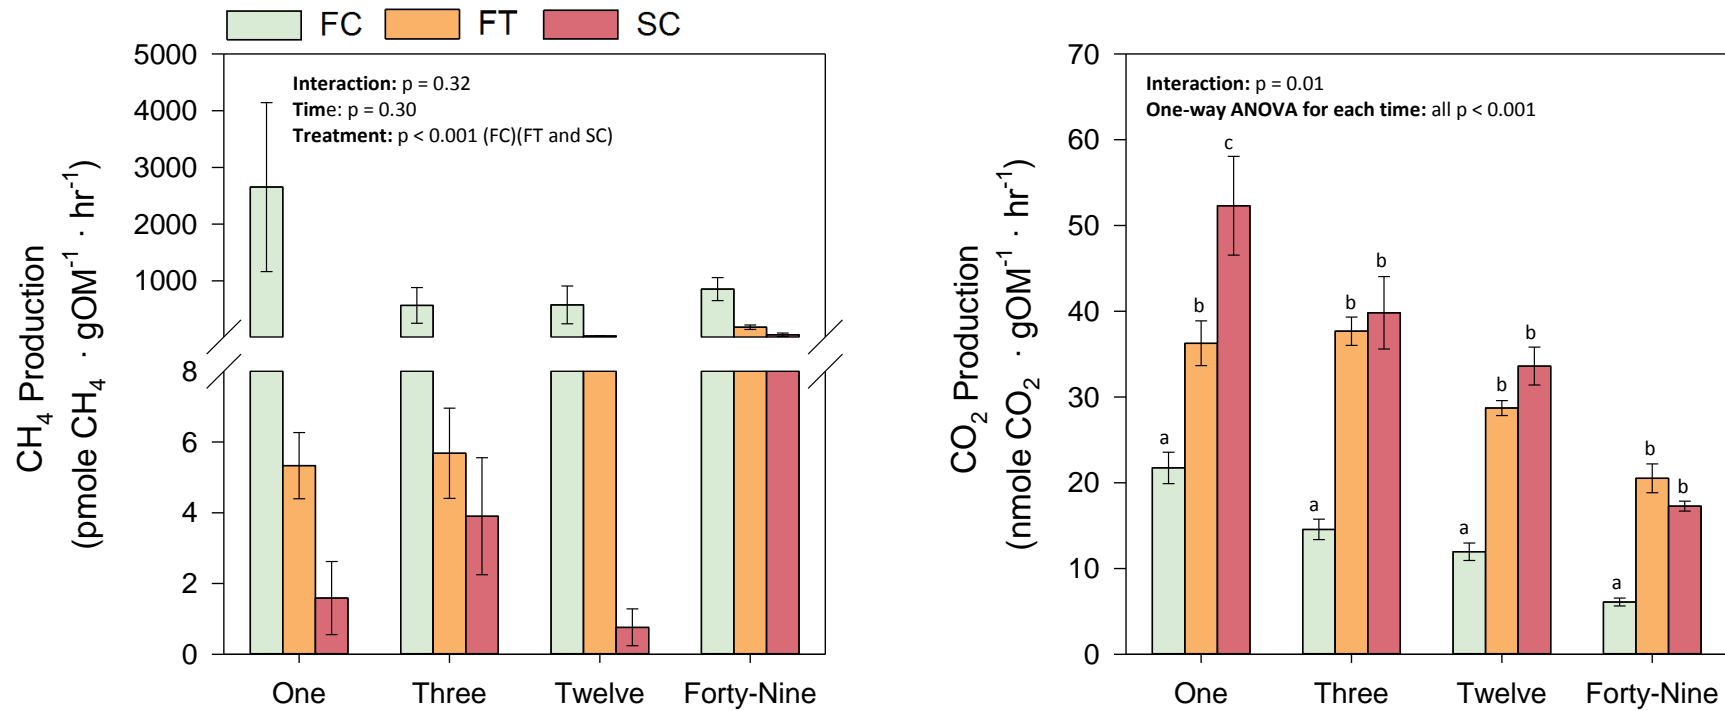 FC FT SC
CH₄ Production
(pmole CH₄ · gOM⁻¹ · hr⁻¹)
5000
4000
3000
2000
1000
8
6
4
2
0
Interaction: p = 0.32
Time: p = 0.30
Treatment: p < 0.001 (FC)(FT and SC)
One Three Twelve Forty-Nine
CO₂ Production
(nmole CO₂ · gOM⁻¹ · hr⁻¹)
70
60
50
40
30
20
10
0
Interaction: p = 0.01
One-way ANOVA for each time: all p < 0.001
a b c
a b b
a b b
a b b
One Three Twelve Forty-Nine